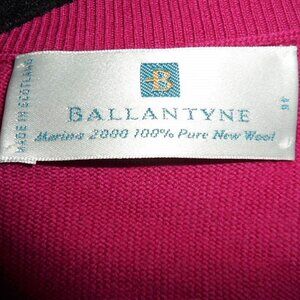 MADE IN SCOTLAND
B
BALLANTYNE
Merino 2000 100% Pure New Wool
46